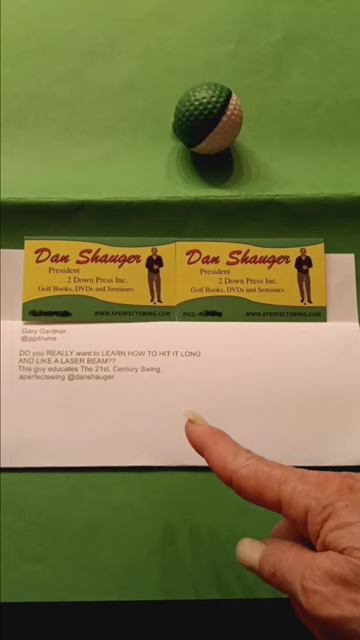 Dan Shauger
President
2 Down Press Inc.
Golf Books, DVDs and Seminars
WWW.APERFECTSWING.COM
Dan Shauger
President
2 Down Press Inc.
Golf Books, DVDs and Seminars
WWW.APERFECTSWING.COM
Gary Gardner
@ggdrums
DO you REALLY want to LEARN HOW TO HIT IT LONG
AND LIKE A LASER BEAM??
This guy educates The 21st. Century Swing,
aperfectswing @danshauger